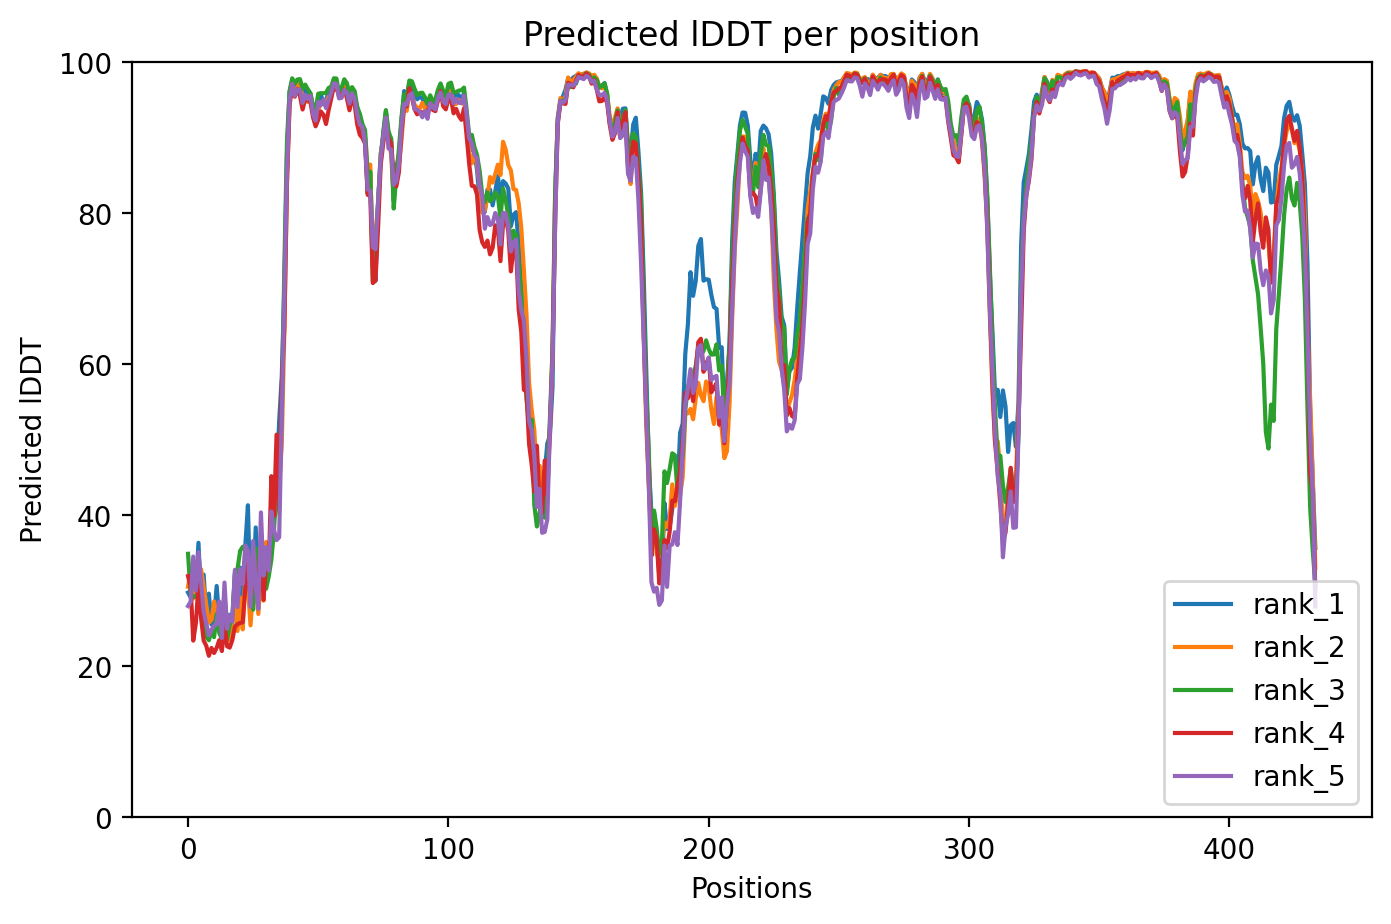 Predicted lDDT per position
Predicted lDDT
100
80
60
40
20
0
0
100
200
300
400
Positions
rank_1
rank_2
rank_3
rank_4
rank_5